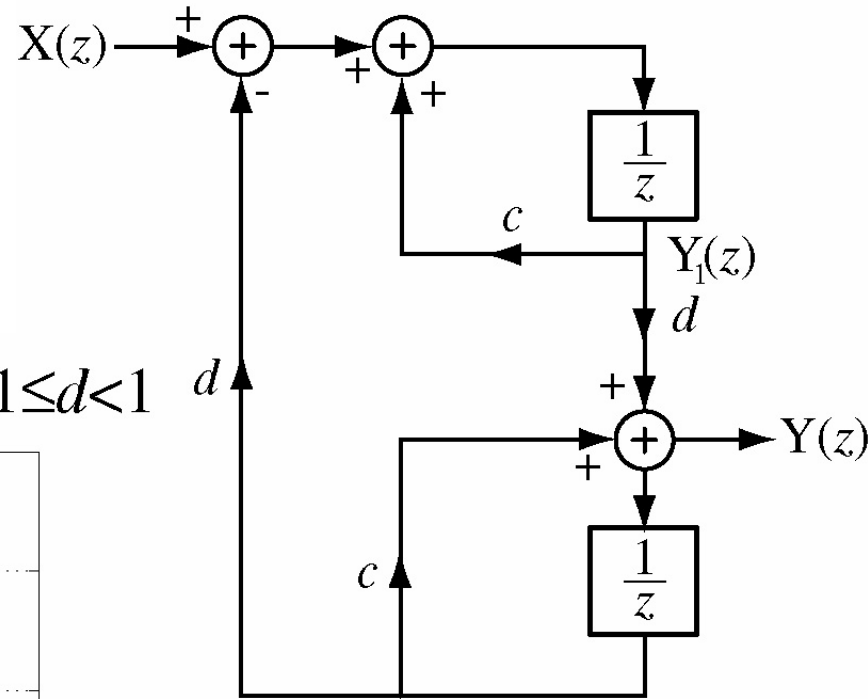 +
X(z) + +
+ - +
1/z
c
Y₁(z)
d
1≤d<1 d
+
+ Y(z)
+
c
1/z